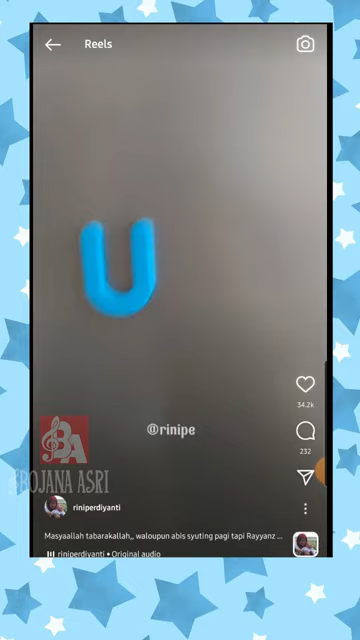 Reels
U
34.2k
@rinipe
232
BA
BOJANA ASRI
riniperdiyanti
Masyaallah tabarakallah,, waloupun abis syuting pagi tapi Rayyanz ...
riniperdiyanti • Original audio